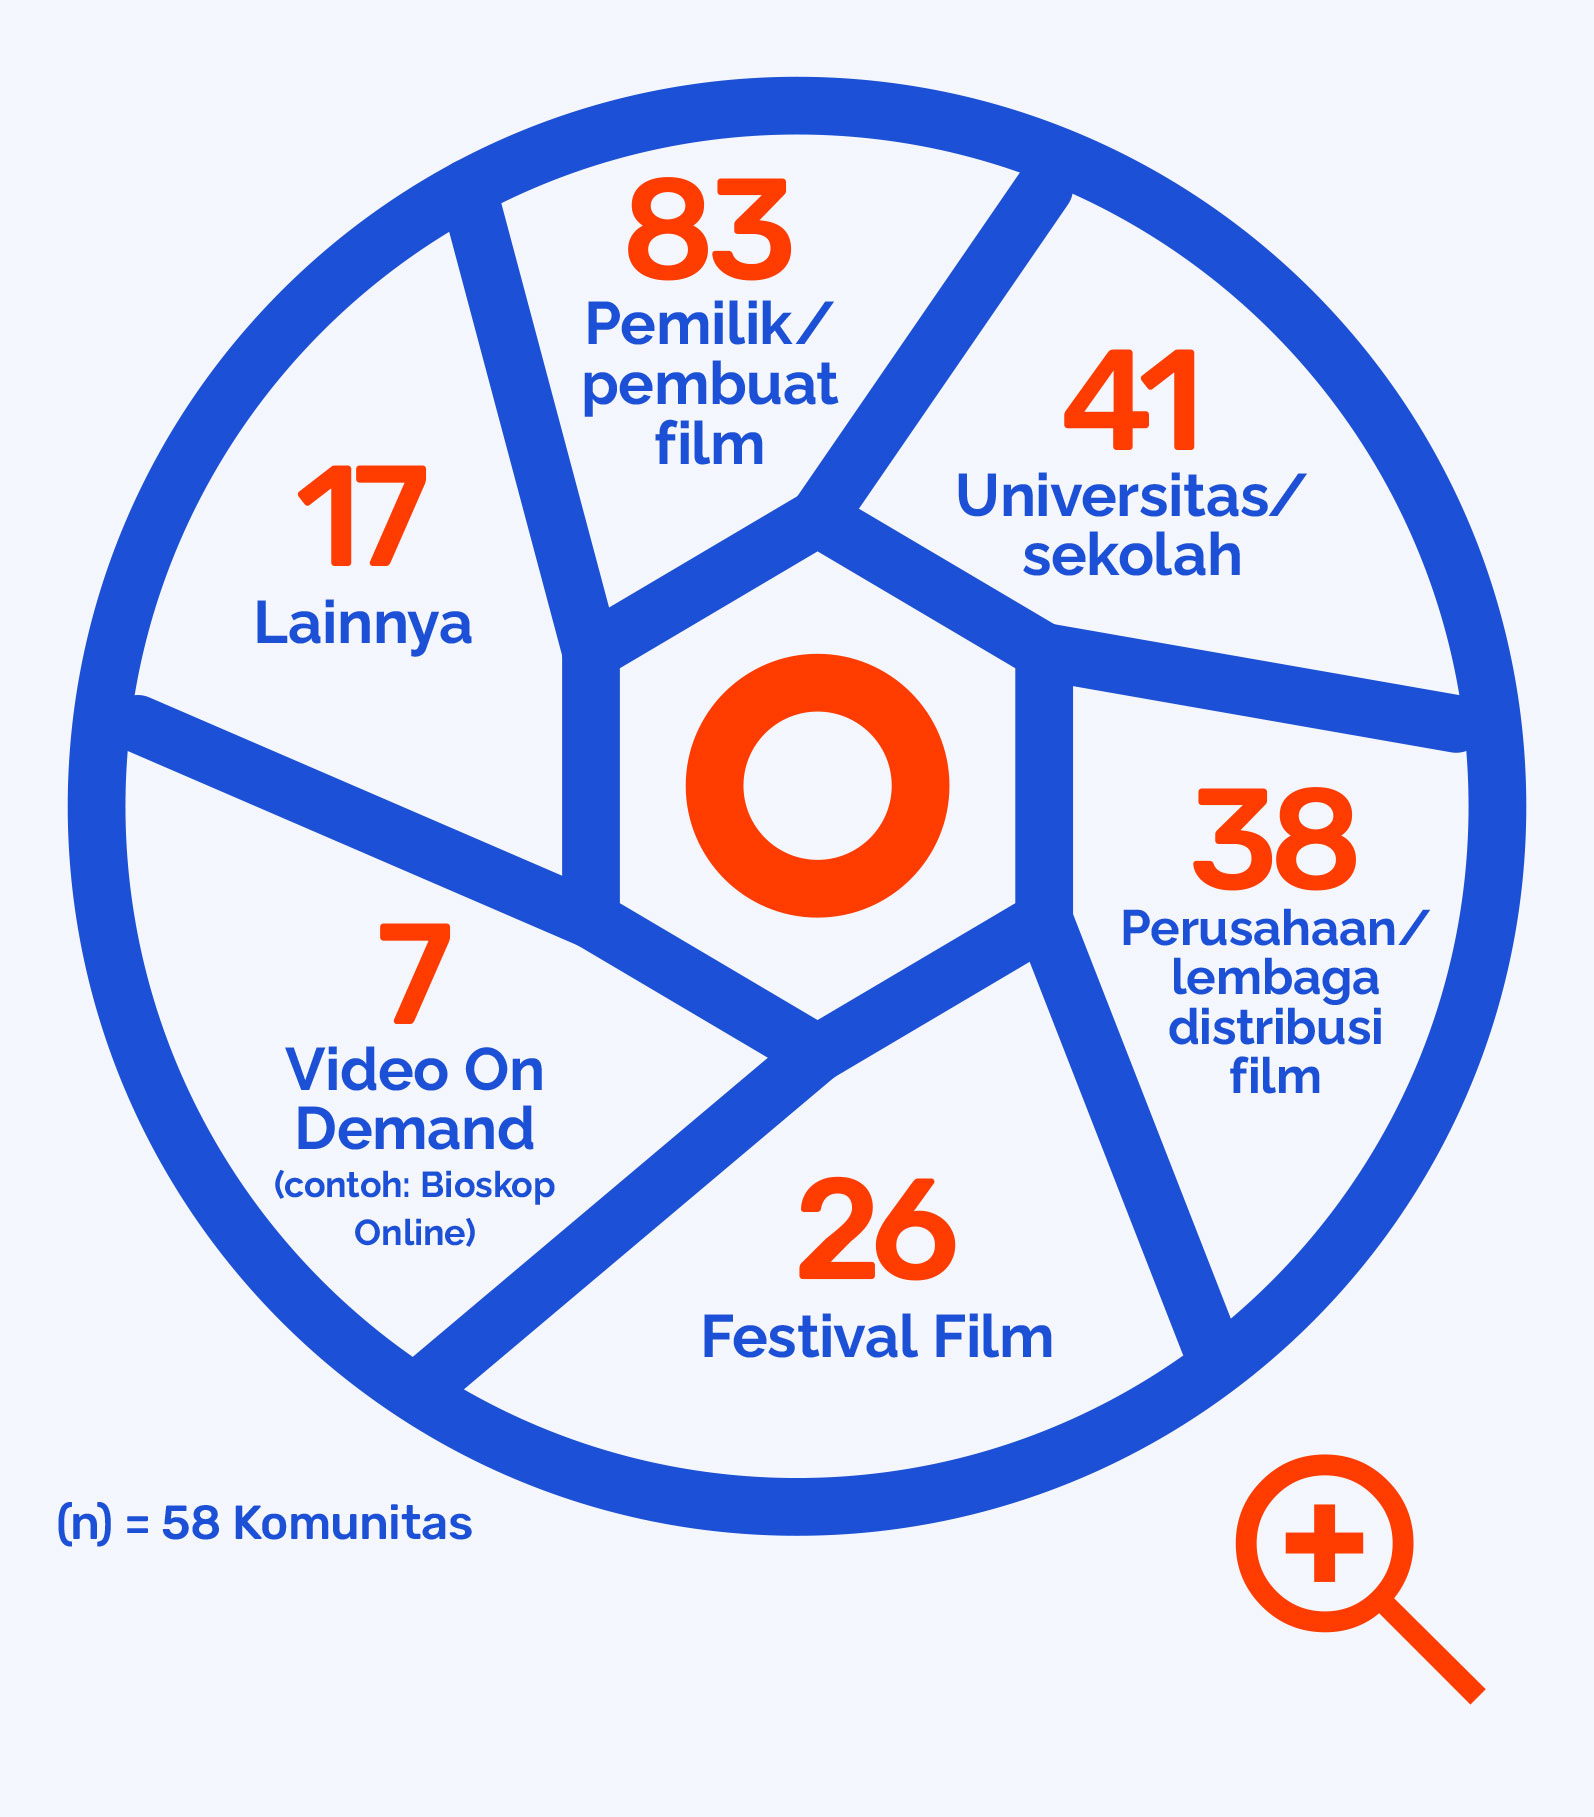 83
Pemilik/
pembuat
film
41
Universitas/
sekolah
17
Lainnya
38
Perusahaan/
lembaga
distribusi
film
7
Video On
Demand
(contoh: Bioskop
Online)
26
Festival Film
(n) = 58 Komunitas